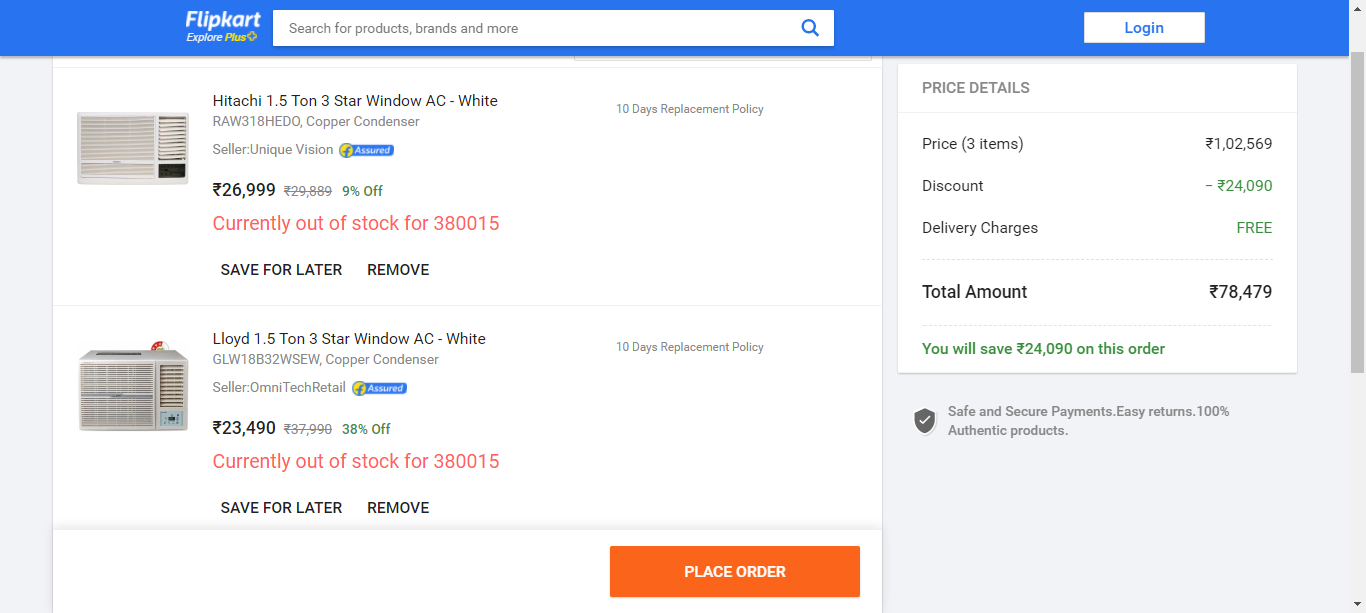 Flipkart
Explore Plus
Search for products, brands and more
Login
Hitachi 1.5 Ton 3 Star Window AC - White
RAW318HEDO, Copper Condenser
Seller:Unique Vision Assured
₹26,999 ₹29,889 9% Off
Currently out of stock for 380015
SAVE FOR LATER REMOVE
10 Days Replacement Policy
Lloyd 1.5 Ton 3 Star Window AC - White
GLW18B32WSEW, Copper Condenser
Seller:OmniTechRetail Assured
₹23,490 ₹37,990 38% Off
Currently out of stock for 380015
SAVE FOR LATER REMOVE
10 Days Replacement Policy
PLACE ORDER
PRICE DETAILS
Price (3 items) ₹1,02,569
Discount − ₹24,090
Delivery Charges FREE
Total Amount ₹78,479
You will save ₹24,090 on this order
Safe and Secure Payments.Easy returns.100%
Authentic products.